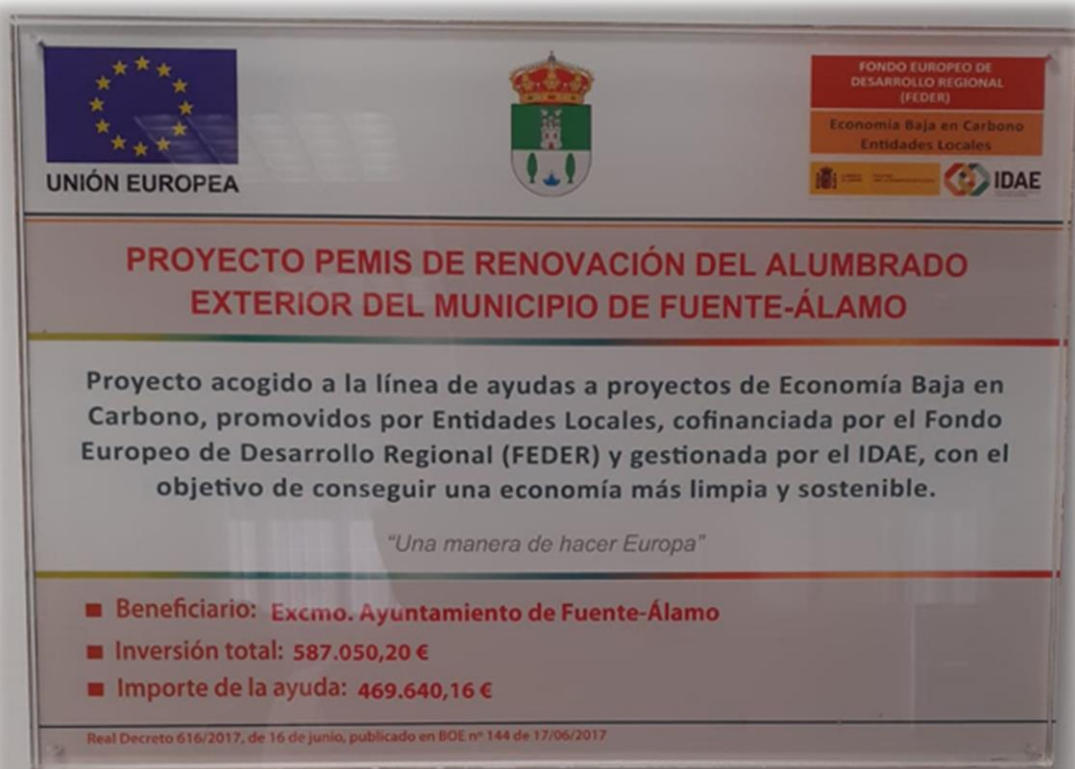 UNIÓN EUROPEA
FONDO EUROPEO DE
DESARROLLO REGIONAL
(FEDER)
Economía Baja en Carbono
Entidades Locales
IDAE
PROYECTO PEMIS DE RENOVACIÓN DEL ALUMBRADO
EXTERIOR DEL MUNICIPIO DE FUENTE-ÁLAMO
Proyecto acogido a la línea de ayudas a proyectos de Economía Baja en
Carbono, promovidos por Entidades Locales, cofinanciada por el Fondo
Europeo de Desarrollo Regional (FEDER) y gestionada por el IDAE, con el
objetivo de conseguir una economía más limpia y sostenible.
“Una manera de hacer Europa”
Beneficiario: Excmo. Ayuntamiento de Fuente-Álamo
Inversión total: 587.050,20 €
Importe de la ayuda: 469.640,16 €
Real Decreto 616/2017, de 16 de junio, publicado en BOE nº 144 de 17/06/2017